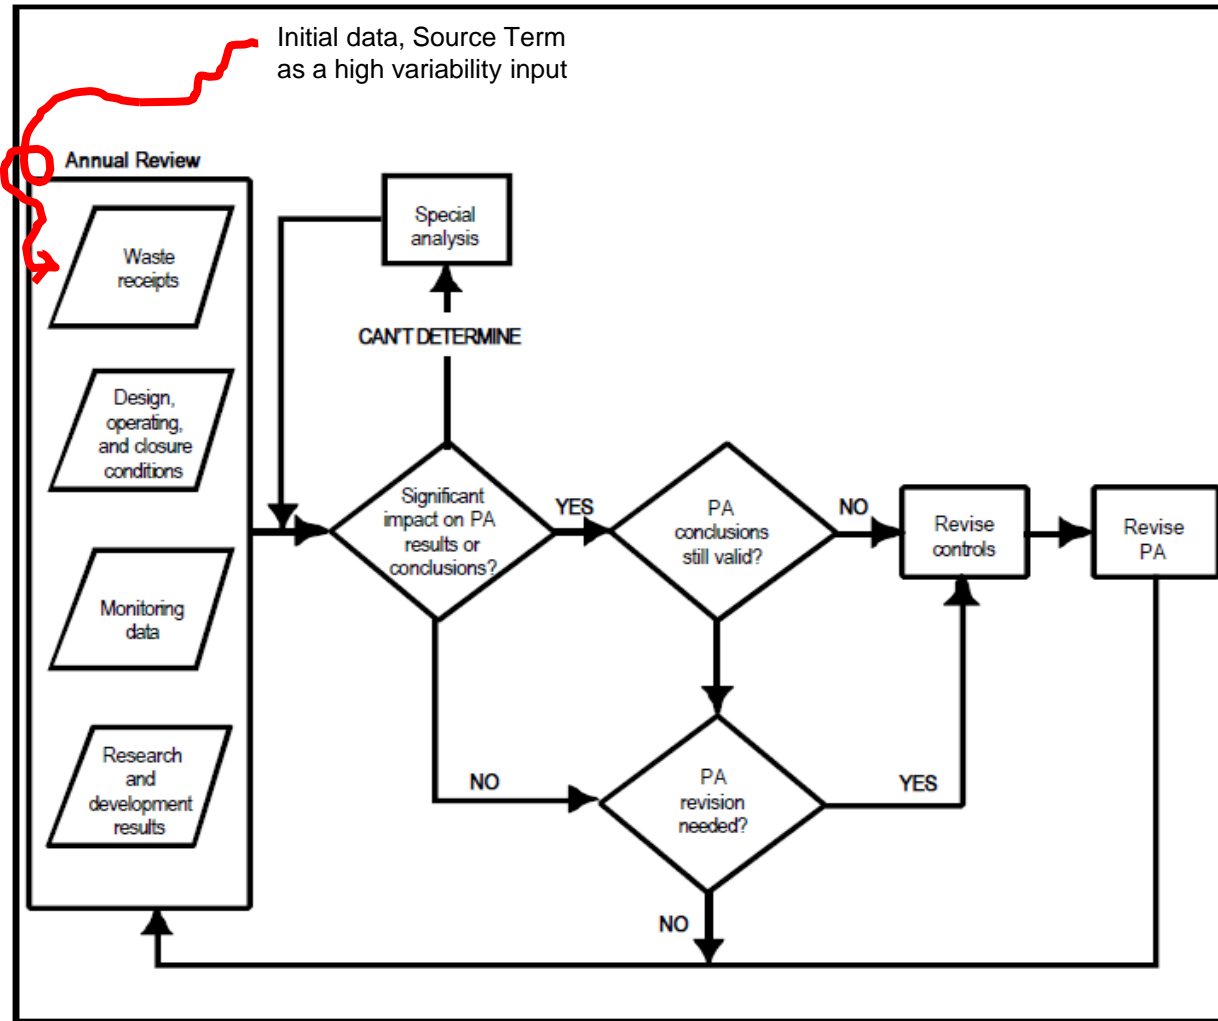 Initial data, Source Term
as a high variability input
Annual Review
Waste
receipts
Design,
operating,
and closure
conditions
Monitoring
data
Research
and
development
results
Special
analysis
CAN'T DETERMINE
Significant
impact on PA
results or
conclusions?
YES
PA
conclusions
still valid?
NO
Revise
controls
Revise
PA
NO
PA
revision
needed?
YES
NO